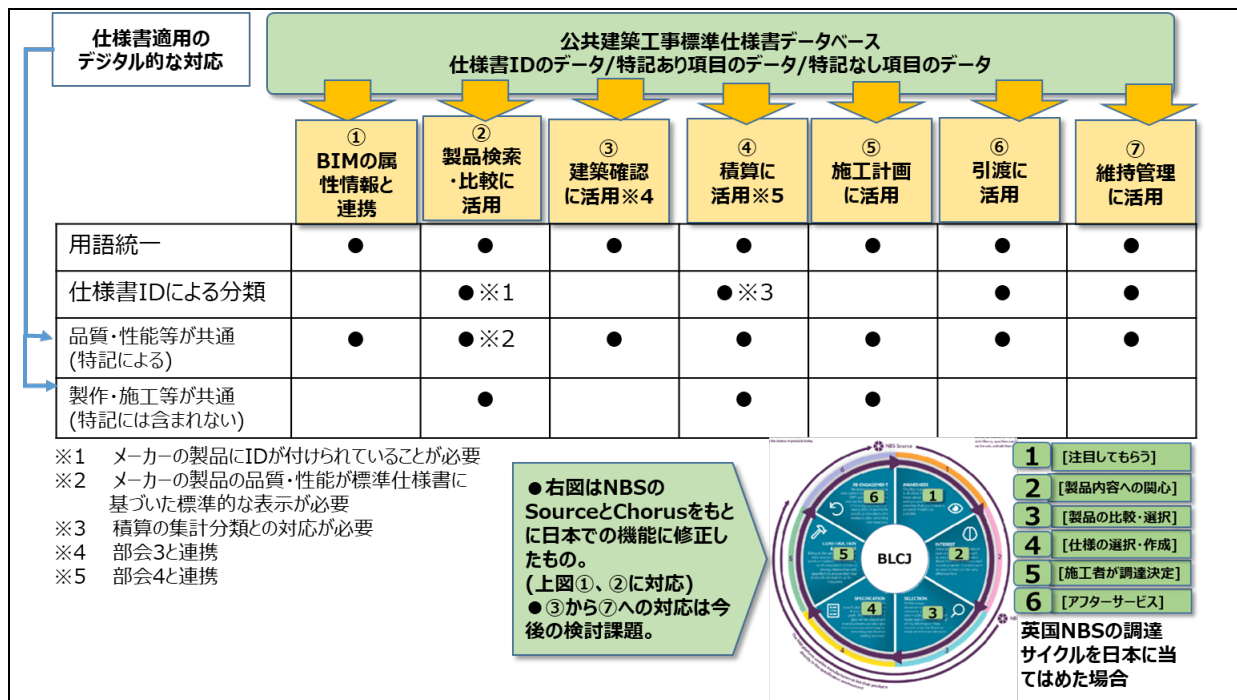 仕様書適用の
デジタル的な対応
公共建築工事標準仕様書データベース
仕様書IDのデータ/特記あり項目のデータ/特記なし項目のデータ
①
BIMの属
性情報と
連携
②
製品検索
・比較に
活用
③
建築確認
に活用※4
④
積算に
活用※5
⑤
施工計画
に活用
⑥
引渡に
活用
⑦
維持管理
に活用
用語統一 ● ● ● ● ● ● ●
仕様書IDによる分類 ●※1 ●※3 ● ●
品質・性能等が共通
(特記による) ● ●※2 ● ● ● ● ●
製作・施工等が共通
(特記には含まれない) ● ● ●
※1 メーカーの製品にIDが付けられていることが必要
※2 メーカーの製品の品質・性能が標準仕様書に
基づいた標準的な表示が必要
※3 積算の集計分類との対応が必要
※4 部会3と連携
※5 部会4と連携
●右図はNBSの
SourceとChorusをもと
に日本での機能に修正し
たもの。
(上図①、②に対応)
●③から⑦への対応は今
後の検討課題。
NBS Source
RE-ENGAGEMENT
6
AWARENESS
1
CONSTRUCTION
5
INTEREST
2
BLCJ
SPECIFICATION
4
SELECTION
3
1 [注目してもらう]
2 [製品内容への関心]
3 [製品の比較・選択]
4 [仕様の選択・作成]
5 [施工者が調達決定]
6 [アフターサービス]
英国NBSの調達
サイクルを日本に当
てはめた場合